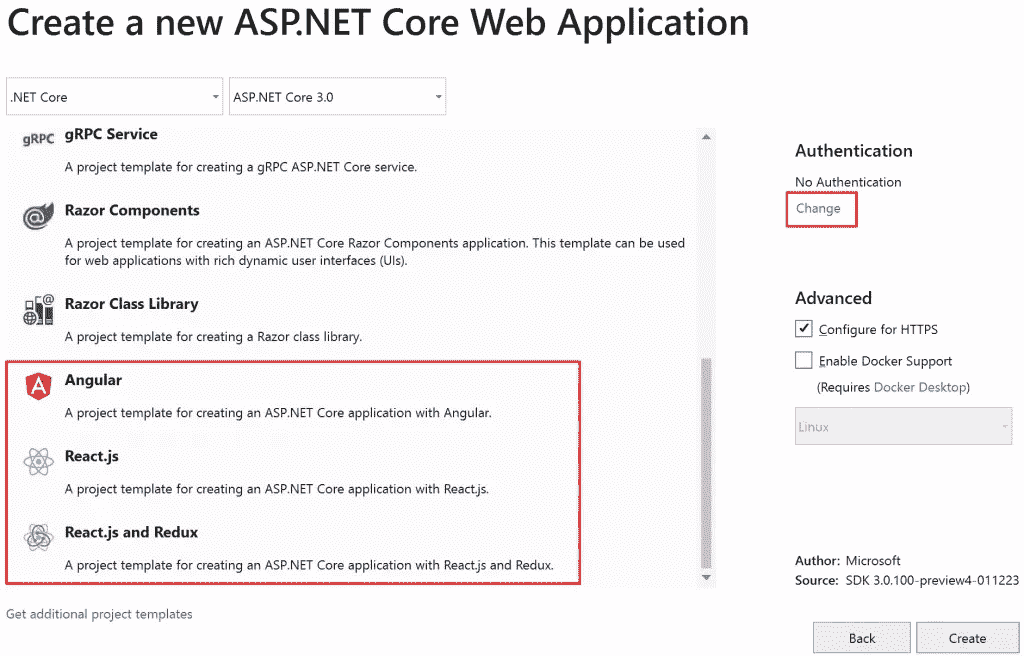 Create a new ASP.NET Core Web Application
.NET Core
ASP.NET Core 3.0
gRPC
gRPC Service
A project template for creating a gRPC ASP.NET Core service.
Razor Components
A project template for creating an ASP.NET Core Razor Components application. This template can be used
for web applications with rich dynamic user interfaces (UIs).
Razor Class Library
A project template for creating a Razor class library.
Angular
A project template for creating an ASP.NET Core application with Angular.
React.js
A project template for creating an ASP.NET Core application with React.js.
React.js and Redux
A project template for creating an ASP.NET Core application with React.js and Redux.
Get additional project templates
Authentication
No Authentication
Change
Advanced
Configure for HTTPS
Enable Docker Support
(Requires Docker Desktop)
Linux
Author: Microsoft
Source: SDK 3.0.100-preview4-011223
Back
Create